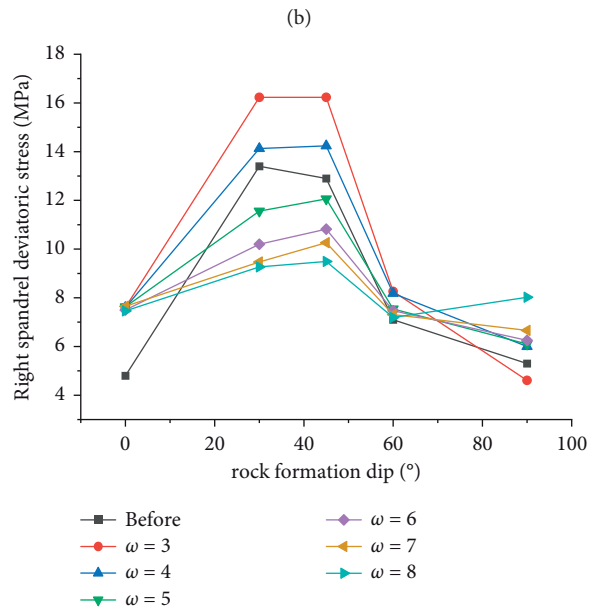 (b)
18
16
14
12
10
8
6
4
Right spandrel deviatoric stress (MPa)
0 20 40 60 80 100
rock formation dip (°)
Before
ω = 3
ω = 4
ω = 5
ω = 6
ω = 7
ω = 8